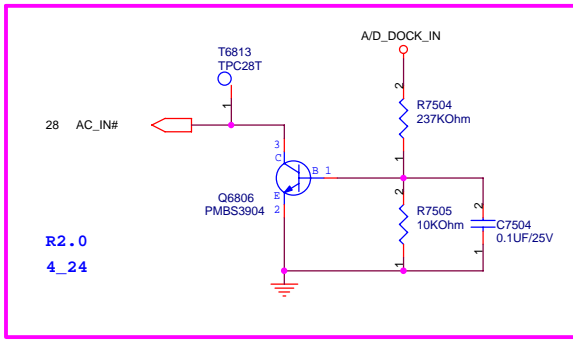 A/D_DOCK_IN
T6813
TPC28T
2
R7504
237KOhm
1
1
28 AC_IN#
3
C
B 1
E
2
Q6806
PMBS3904
2
R7505
10KOhm
1
2
C7504
0.1UF/25V
1
R2.0
4_24